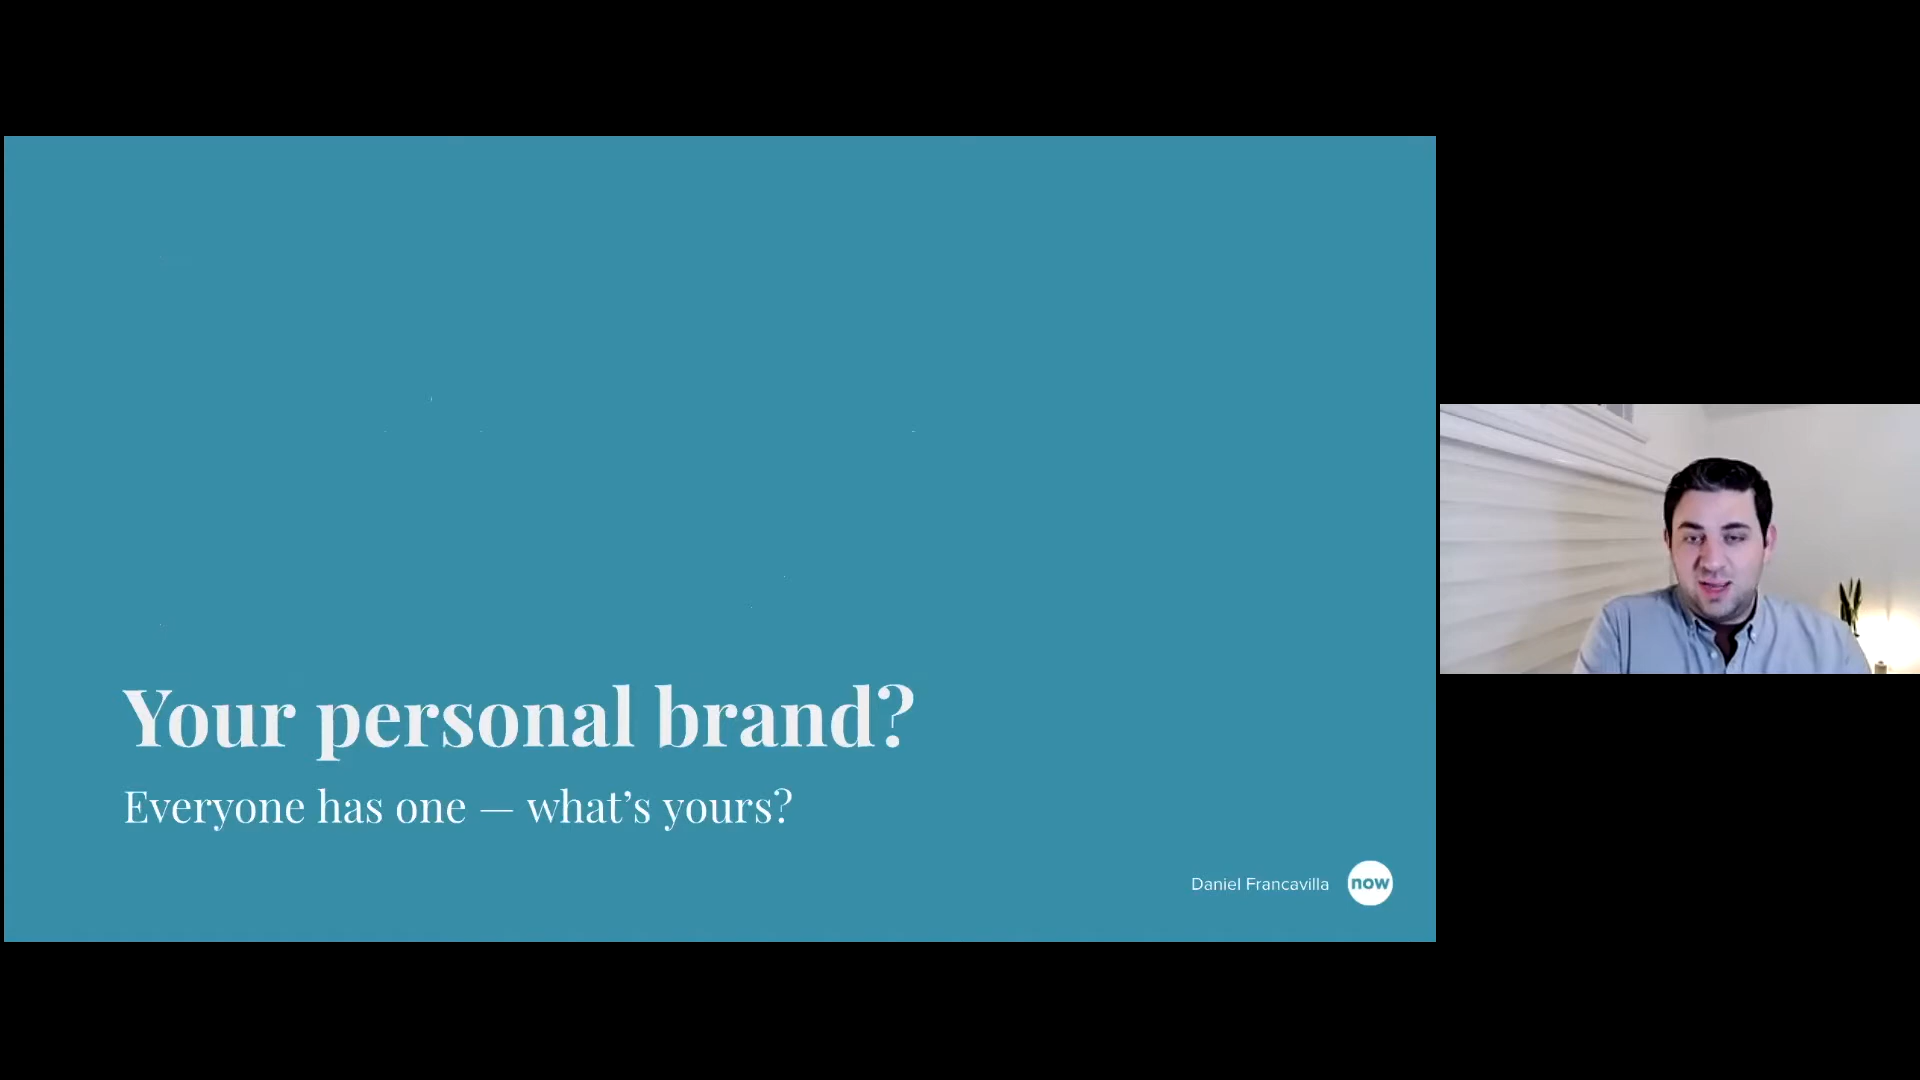 Your personal brand?
Everyone has one — what’s yours?
Daniel Francavilla
now